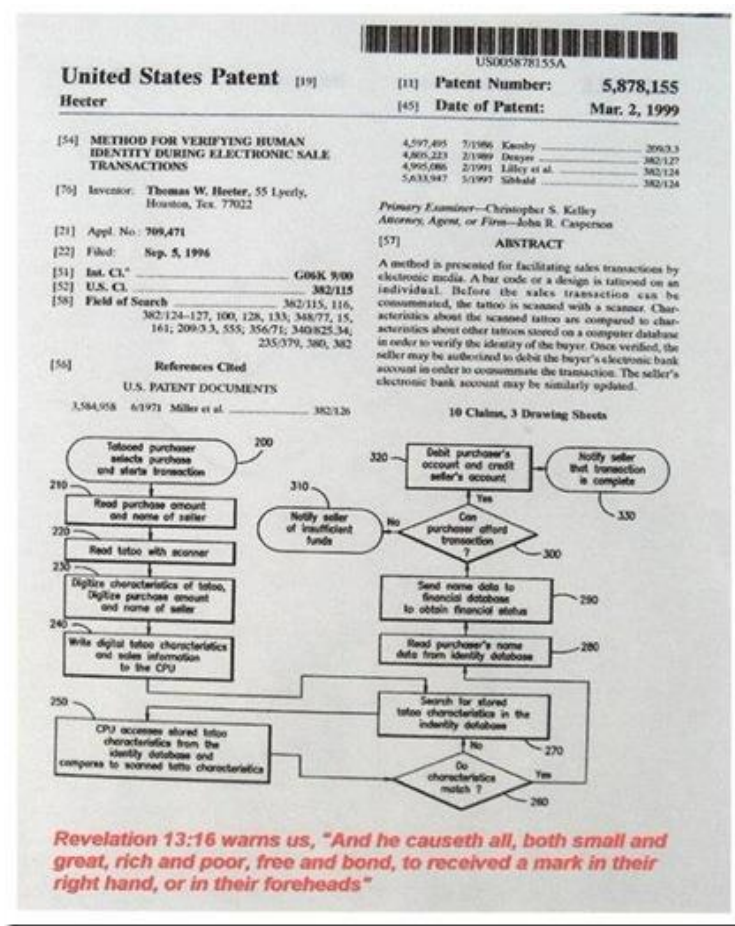 US005878155A
United States Patent [19]
Heeter
[11] Patent Number: 5,878,155
[45] Date of Patent: Mar. 2, 1999
[54] METHOD FOR VERIFYING HUMAN
IDENTITY DURING ELECTRONIC SALE
TRANSACTIONS
[76] Inventor: Thomas W. Heeter, 55 Lyerly,
Houston, Tex. 77022
[21] Appl. No.: 709,471
[22] Filed: Sep. 5, 1996
[51] Int. Cl.⁶ G06K 9/00
[52] U.S. Cl. 382/115
[58] Field of Search 382/115, 116,
382/124-127, 100, 128, 133; 348/77, 15,
161; 209/3.3, 555; 356/71; 340/825.34;
235/379, 380, 382
[56] References Cited
U.S. PATENT DOCUMENTS
3,584,958 6/1971 Miller et al. 382/126
4,597,495 7/1986 Knosby 209/3.3
4,805,223 2/1989 Denyer 382/127
4,995,086 2/1991 Lilley et al. 382/124
5,633,947 5/1997 Sibbald 382/124
Primary Examiner—Christopher S. Kelley
Attorney, Agent, or Firm—John R. Casperson
[57] ABSTRACT
A method is presented for facilitating sales transactions by
electronic media. A bar code or a design is tattooed on an
individual. Before the sales transaction can be
consummated, the tattoo is scanned with a scanner. Char-
acteristics about the scanned tattoo are compared to char-
acteristics about other tattoos stored on a computer database
in order to verify the identity of the buyer. Once verified, the
seller may be authorized to debit the buyer's electronic bank
account in order to consummate the transaction. The seller's
electronic bank account may be similarly updated.
10 Claims, 3 Drawing Sheets
200
Tatooed purchaser
selects purchase
and starts transaction
210
Read purchase amount
and name of seller
220
Read tatoo with scanner
230
Digitize characteristics of tatoo,
Digitize purchase amount
and name of seller
240
Write digital tatoo characteristics
and sales information
to the CPU
250
CPU accesses stored tatoo
characteristics from the
identity database and
compares to scanned tatto characteristics
Do
characteristics
match ?
260
Yes
No
Search for stored
tatoo characteristics in the
indentity database
270
Read purchaser's name
data from identity database
280
Send name data to
financial database
to obtain financial status
290
Can
purchaser afford
transaction
?
300
No
Notify seller
of insufficient
funds
310
Yes
Debit purchaser's
account and credit
seller's account
320
Notify seller
that transaction
is complete
330
Revelation 13:16 warns us, "And he causeth all, both small and
great, rich and poor, free and bond, to received a mark in their
right hand, or in their foreheads"